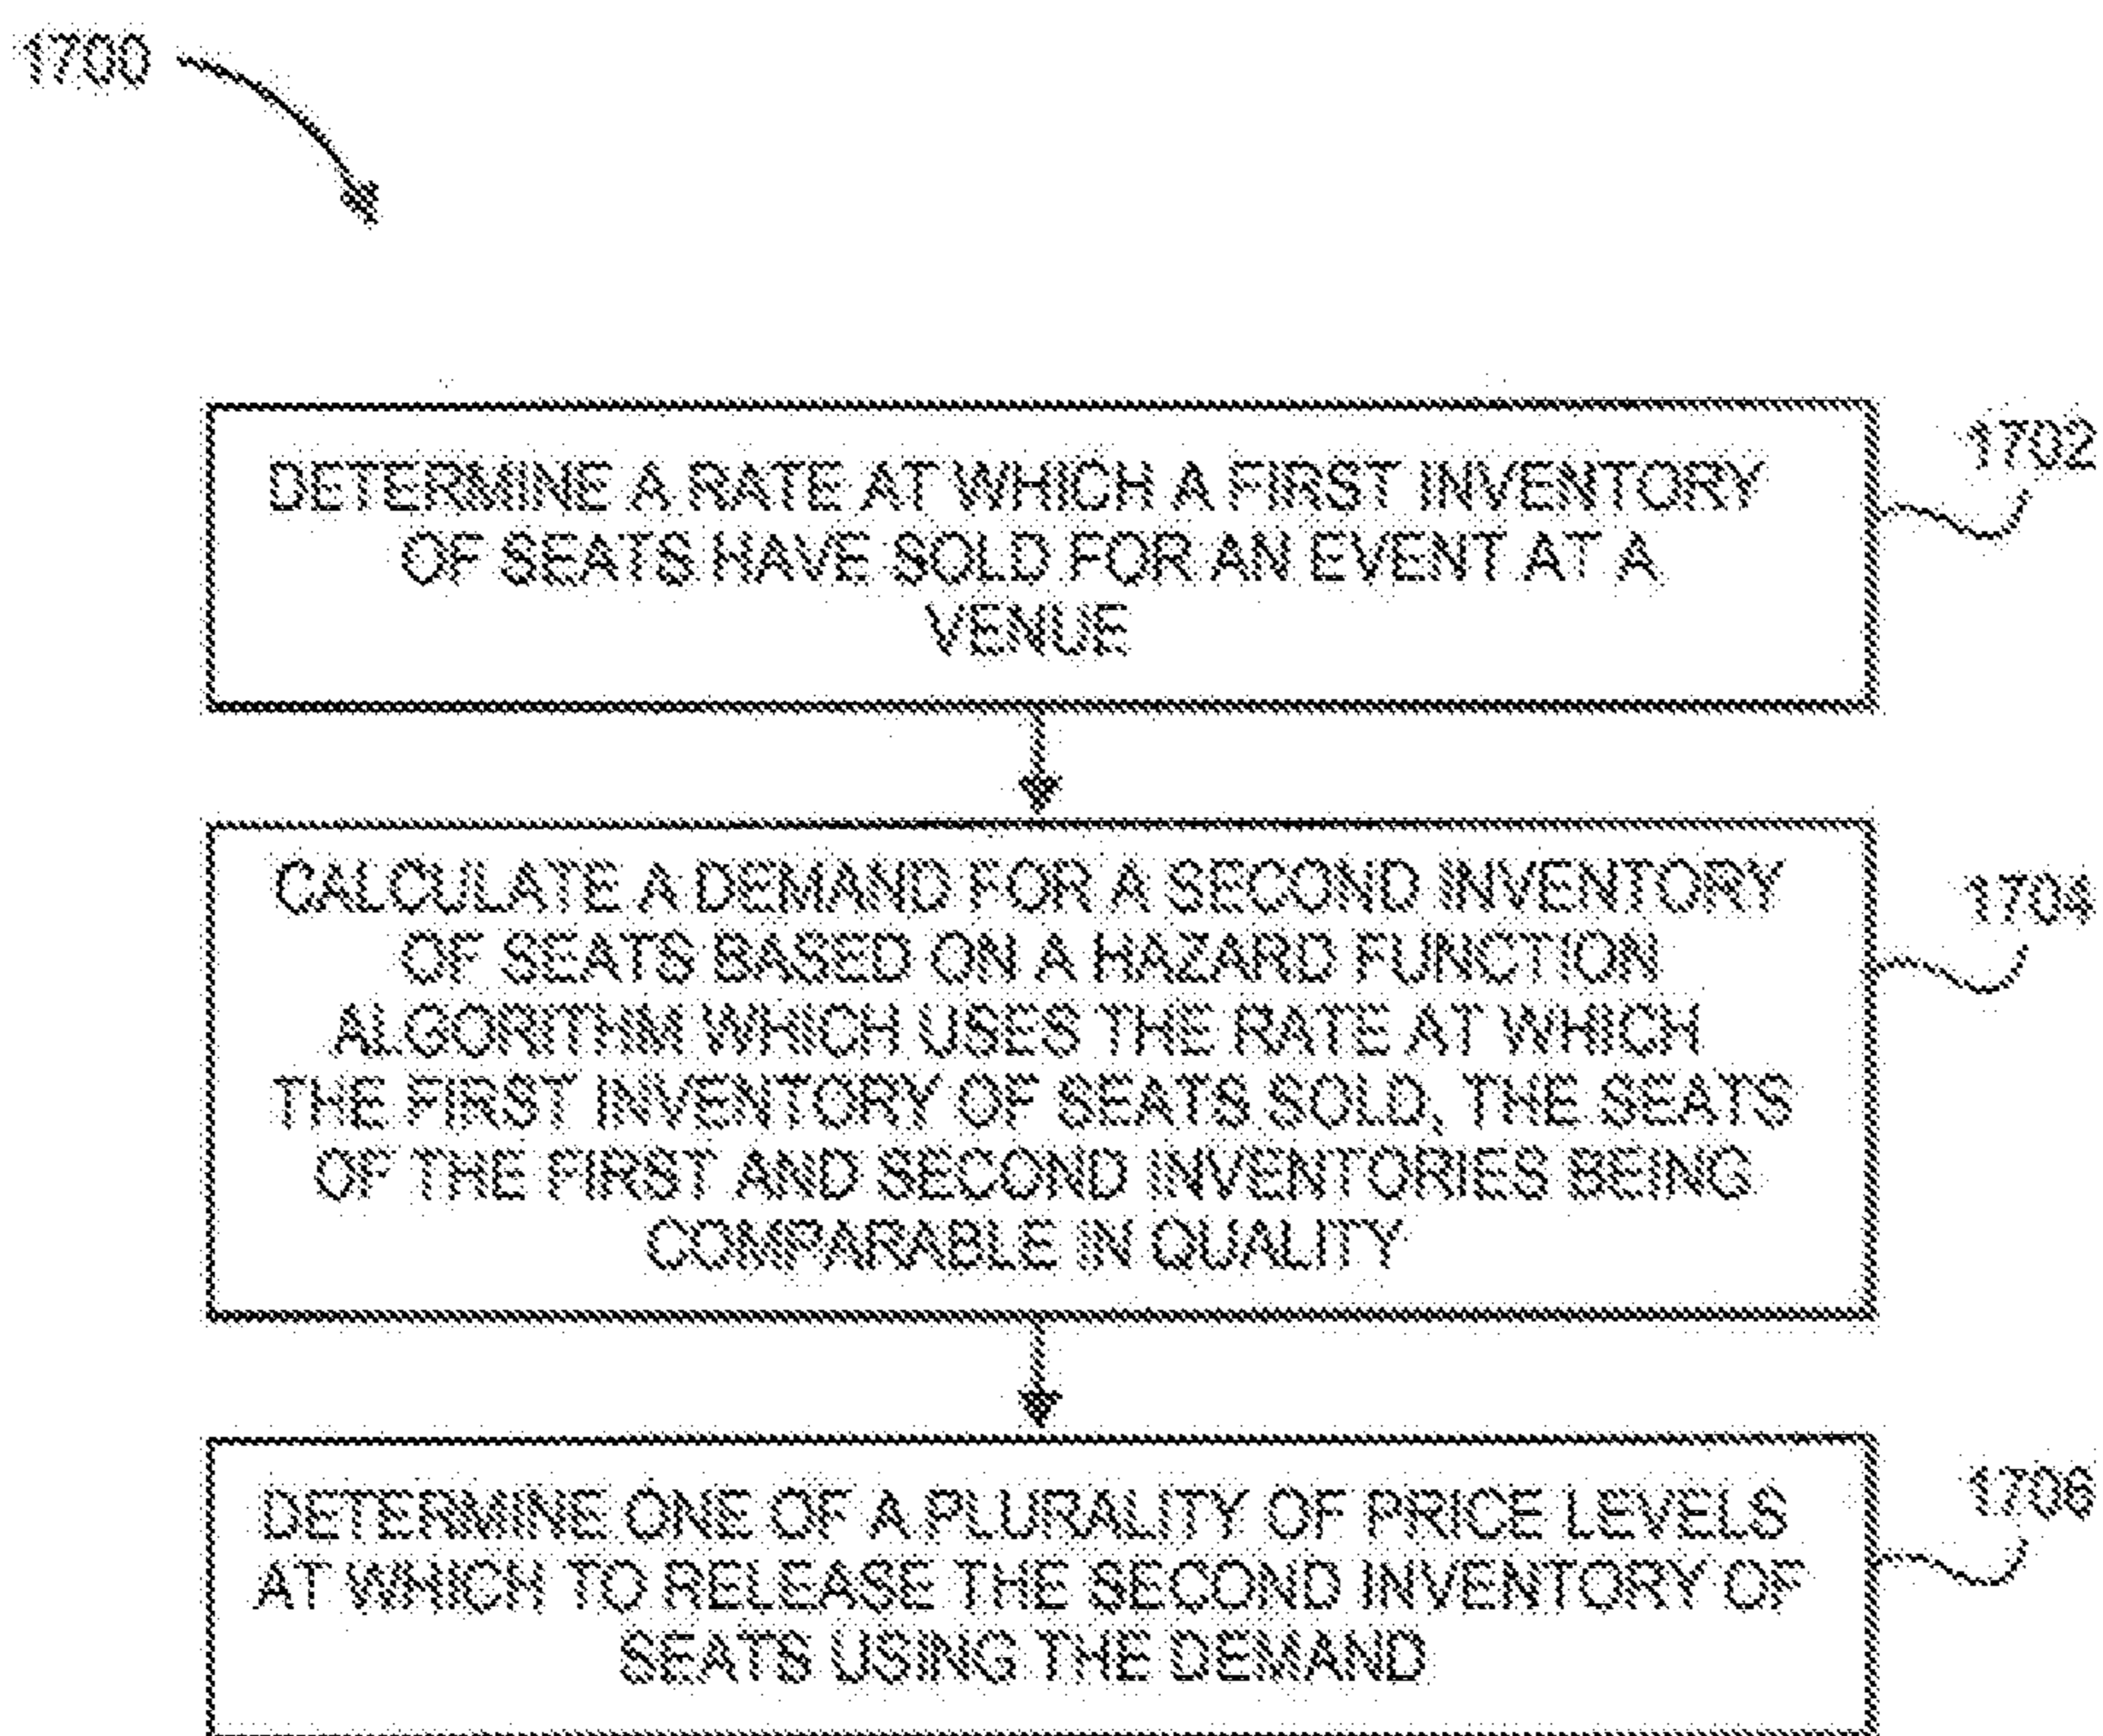 1700
DETERMINE A RATE AT WHICH A FIRST INVENTORY
OF SEATS HAVE SOLD FOR AN EVENT AT A
VENUE
1702
CALCULATE A DEMAND FOR A SECOND INVENTORY
OF SEATS BASED ON A HAZARD FUNCTION
ALGORITHM WHICH USES THE RATE AT WHICH
THE FIRST INVENTORY OF SEATS SOLD, THE SEATS
OF THE FIRST AND SECOND INVENTORIES BEING
COMPARABLE IN QUALITY
1704
DETERMINE ONE OF A PLURALITY OF PRICE LEVELS
AT WHICH TO RELEASE THE SECOND INVENTORY OF
SEATS USING THE DEMAND
1706